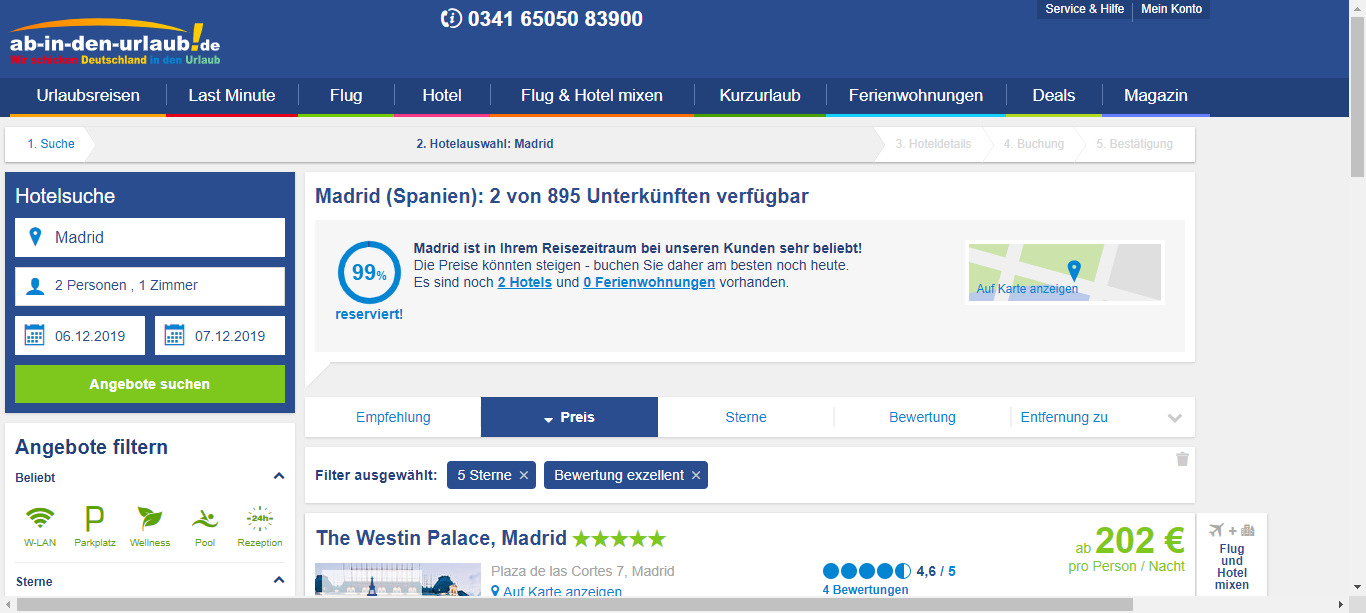 Service & Hilfe
Mein Konto
0341 65050 83900
ab-in-den-urlaub!.de
Wir schicken Deutschland in den Urlaub
Urlaubsreisen
Last Minute
Flug
Hotel
Flug & Hotel mixen
Kurzurlaub
Ferienwohnungen
Deals
Magazin
1. Suche
2. Hotelauswahl: Madrid
3. Hoteldetails
4. Buchung
5. Bestätigung
Hotelsuche
Madrid
2 Personen , 1 Zimmer
06.12.2019
07.12.2019
Angebote suchen
Angebote filtern
Beliebt
W-LAN
P
Parkplatz
Wellness
Pool
24h
Rezeption
Sterne
Madrid (Spanien): 2 von 895 Unterkünften verfügbar
99%
reserviert!
Madrid ist in Ihrem Reisezeitraum bei unseren Kunden sehr beliebt!
Die Preise könnten steigen - buchen Sie daher am besten noch heute.
Es sind noch 2 Hotels und 0 Ferienwohnungen vorhanden.
Auf Karte anzeigen
Empfehlung
Preis
Sterne
Bewertung
Entfernung zu
Filter ausgewählt:
5 Sterne ×
Bewertung exzellent ×
The Westin Palace, Madrid
Plaza de las Cortes 7, Madrid
Auf Karte anzeigen
4,6 / 5
4 Bewertungen
ab 202 €
pro Person / Nacht
+
Flug
und
Hotel
mixen